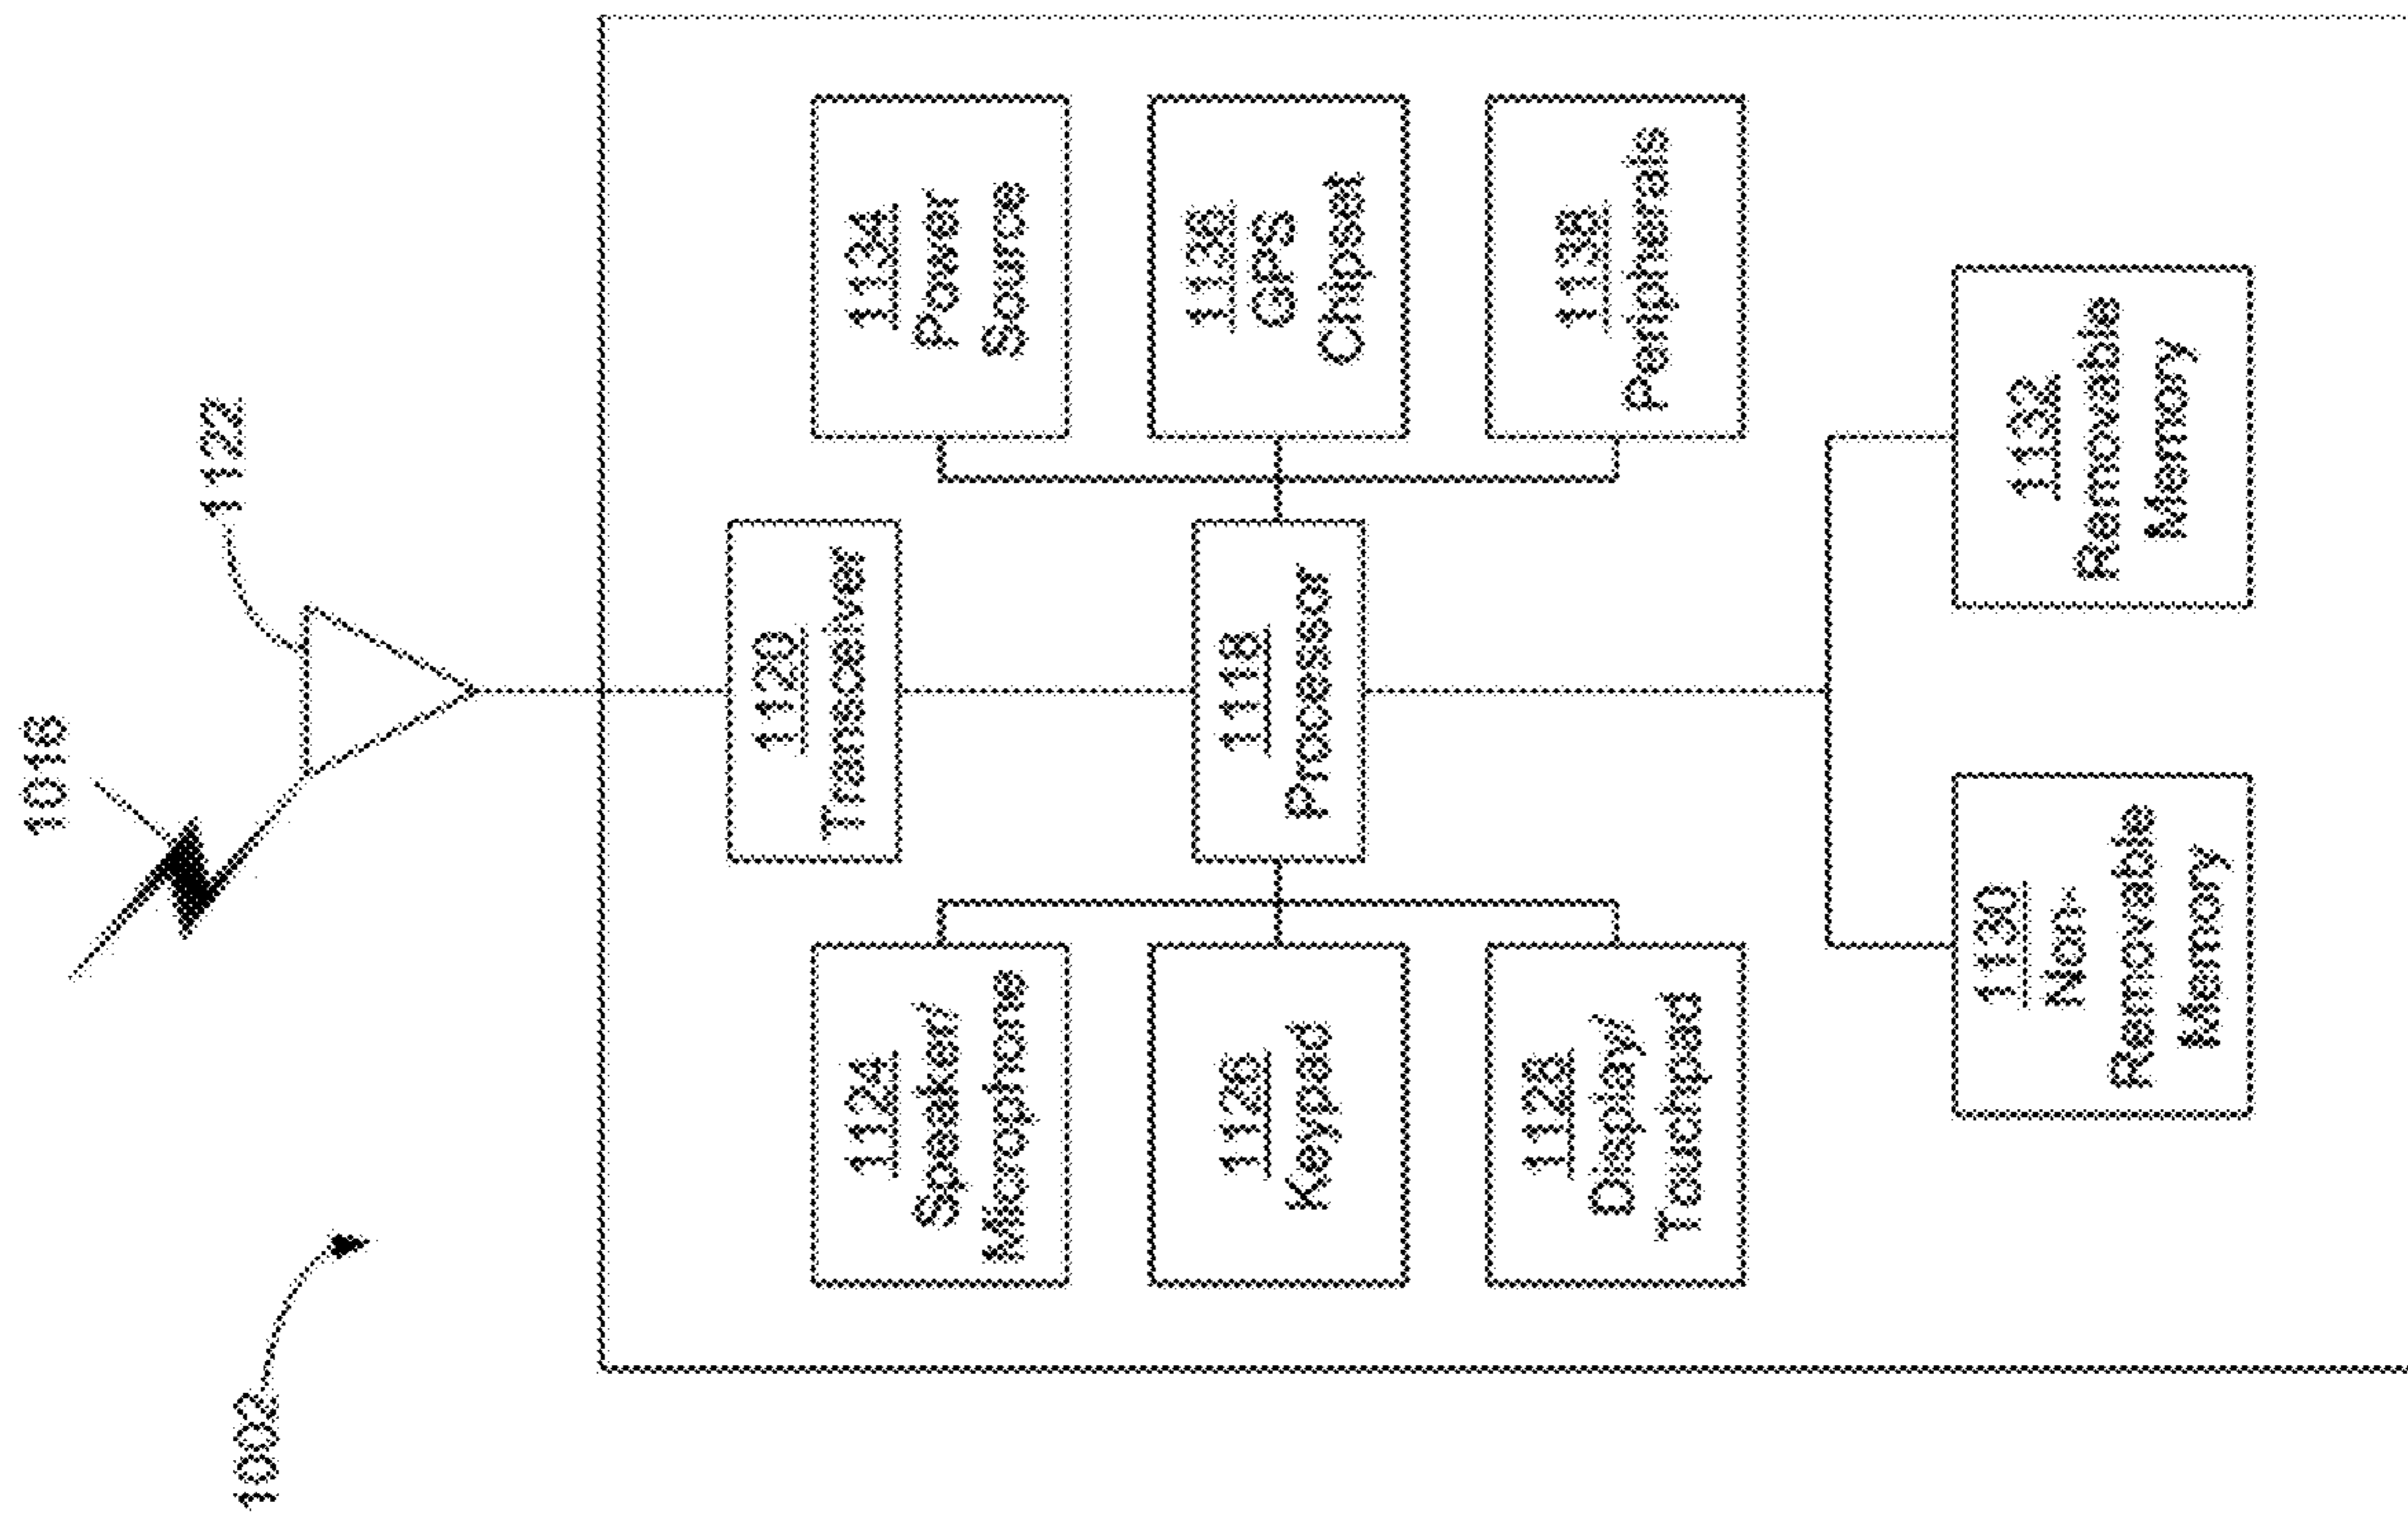 1016
1122
1002
1120
Transceiver
1124
Speaker/
Microphone
1134
Power
Source
1118
Processor
1126
Keypad
1136
GPS
Chipset
1128
Display/
Touchpad
1138
Peripherals
1130
Non-
Removable
Memory
1132
Removable
Memory